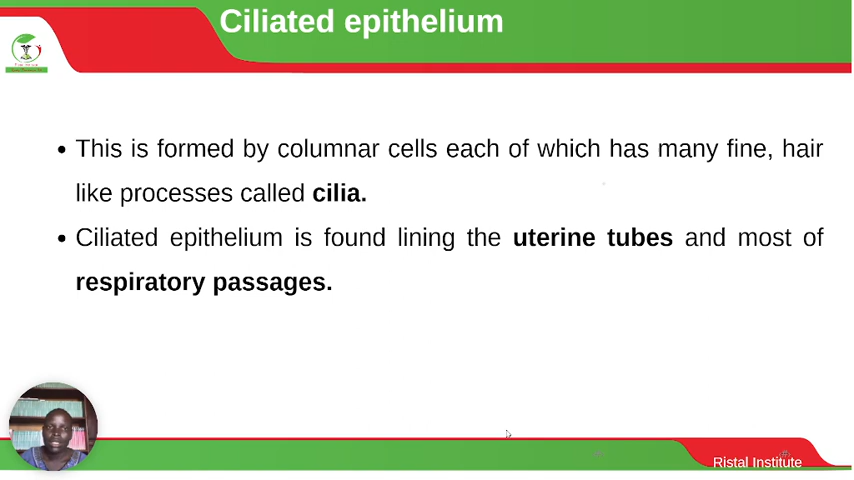 Ciliated epithelium
• This is formed by columnar cells each of which has many fine, hair
like processes called cilia.
• Ciliated epithelium is found lining the uterine tubes and most of
respiratory passages.
Ristal Institute